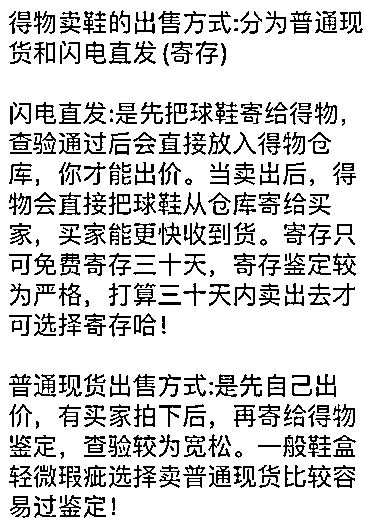 得物卖鞋的出售方式:分为普通现
货和闪电直发(寄存)
闪电直发:是先把球鞋寄给得物，
查验通过后会直接放入得物仓
库，你才能出价。当卖出后，得
物会直接把球鞋从仓库寄给买
家，买家能更快收到货。寄存只
可免费寄存三十天，寄存鉴定较
为严格，打算三十天内卖出去才
可选择寄存哈！
普通现货出售方式:是先自己出
价，有买家拍下后，再寄给得物
鉴定，查验较为宽松。一般鞋盒
轻微瑕疵选择卖普通现货比较容
易过鉴定！